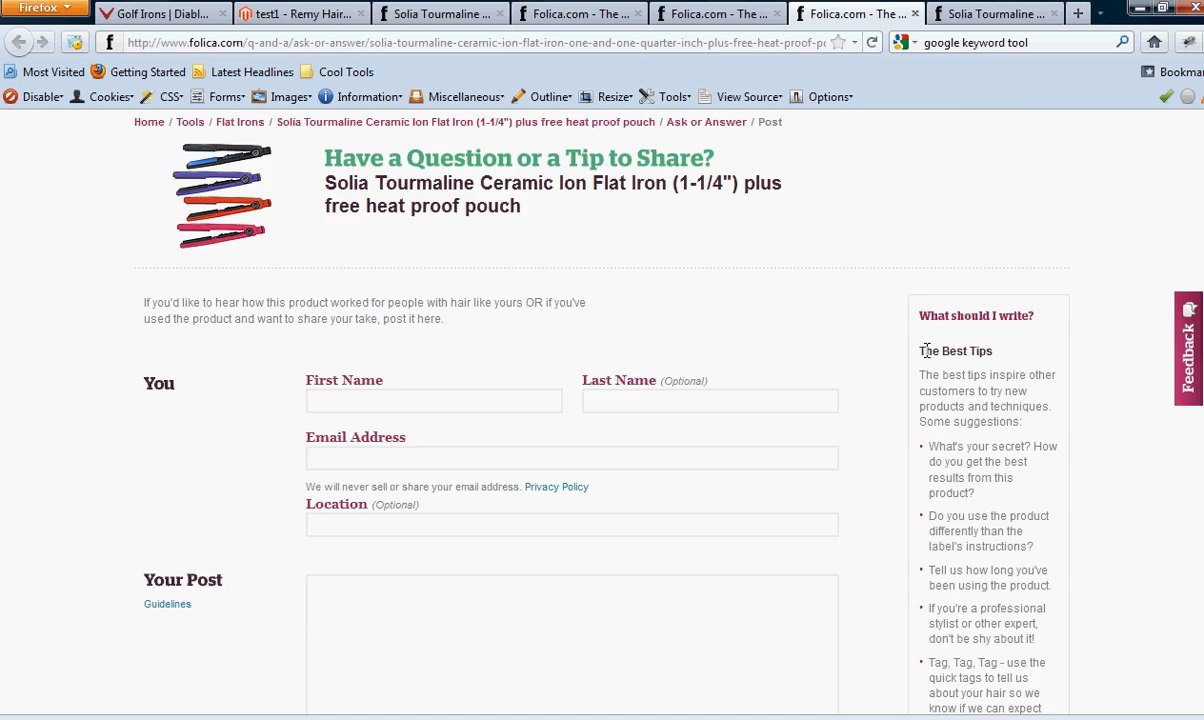 Firefox
Golf Irons | Diabl...
test1 - Remy Hair...
Solia Tourmaline ...
Folica.com - The ...
Folica.com - The ...
Folica.com - The ...
Solia Tourmaline ...
http://www.folica.com/q-and-a/ask-or-answer/solia-tourmaline-ceramic-ion-flat-iron-one-and-one-quarter-inch-plus-free-heat-proof-po
google keyword tool
Most Visited
Getting Started
Latest Headlines
Cool Tools
Bookma
Disable
Cookies
CSS
Forms
Images
Information
Miscellaneous
Outline
Resize
Tools
View Source
Options
Home / Tools / Flat Irons / Solia Tourmaline Ceramic Ion Flat Iron (1-1/4") plus free heat proof pouch / Ask or Answer / Post
Have a Question or a Tip to Share?
Solia Tourmaline Ceramic Ion Flat Iron (1-1/4") plus
free heat proof pouch
If you'd like to hear how this product worked for people with hair like yours OR if you've
used the product and want to share your take, post it here.
You
First Name
Last Name (Optional)
Email Address
We will never sell or share your email address. Privacy Policy
Location (Optional)
Your Post
Guidelines
What should I write?
The Best Tips
The best tips inspire other
customers to try new
products and techniques.
Some suggestions:
• What's your secret? How
do you get the best
results from this
product?
• Do you use the product
differently than the
label's instructions?
• Tell us how long you've
been using the product.
• If you're a professional
stylist or other expert,
don't be shy about it!
• Tag, Tag, Tag - use the
quick tags to tell us
about your hair so we
know if we can expect
Feedback